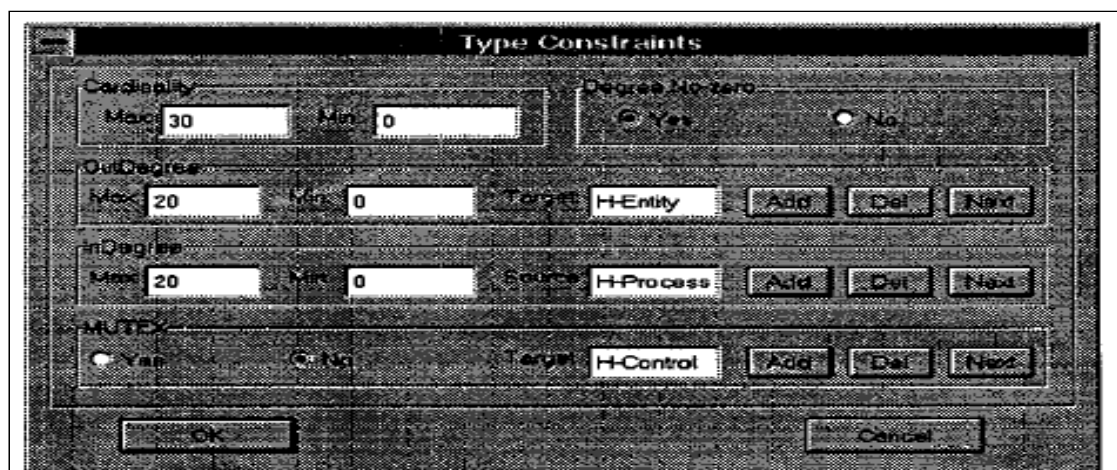 Type Constraints
Cardinality
Degree No-zero
Max 30 Min 0
Yes No
OutDegree
Max 20 Min 0 Target H-Entity Add Del Next
InDegree
Max 20 Min 0 Source H-Process Add Del Next
MUTEX
Yes No Target H-Control Add Del Next
OK Cancel